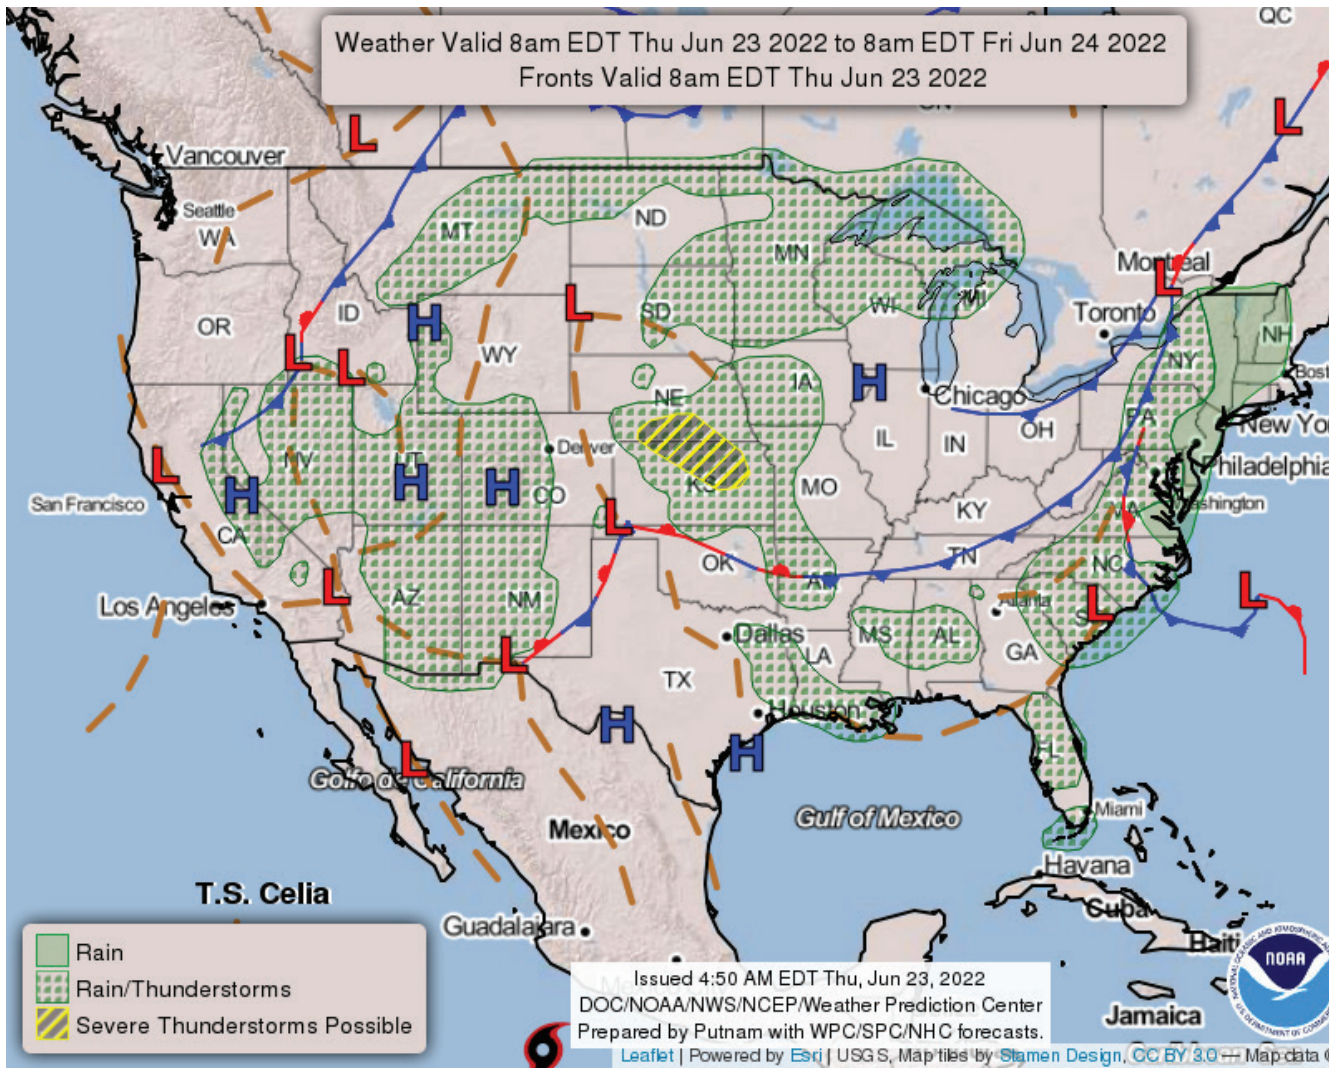 QC
Weather Valid 8am EDT Thu Jun 23 2022 to 8am EDT Fri Jun 24 2022
Fronts Valid 8am EDT Thu Jun 23 2022
L
L
Vancouver
Seattle
WA
MT
ND
MN
Montreal
L
OR
ID
H
L
SD
WI
MI
Toronto
NH
L
L
WY
NY
Bost
NE
IA
H
Chicago
PA
New Yor
Denver
IL
IN
OH
Philadelphia
L
NV
UT
KS
MO
San Francisco
H
H
H
CO
KY
VA
ashington
CA
L
OK
TN
NC
Los Angeles
L
AZ
NM
AR
Atlanta
L
L
Dallas
MS
AL
GA
L
LA
TX
Houston
H
H
FL
L
Golfo de California
Mexico
Gulf of Mexico
Miami
Havana
T.S. Celia
Guadalajara
Cuba
Haiti
NOAA
Jamaica
Rain
Rain/Thunderstorms
Severe Thunderstorms Possible
Issued 4:50 AM EDT Thu, Jun 23, 2022
DOC/NOAA/NWS/NCEP/Weather Prediction Center
Prepared by Putnam with WPC/SPC/NHC forecasts.
Leaflet | Powered by Esri | USGS, Map tiles by Stamen Design, CC BY 3.0 — Map data ©